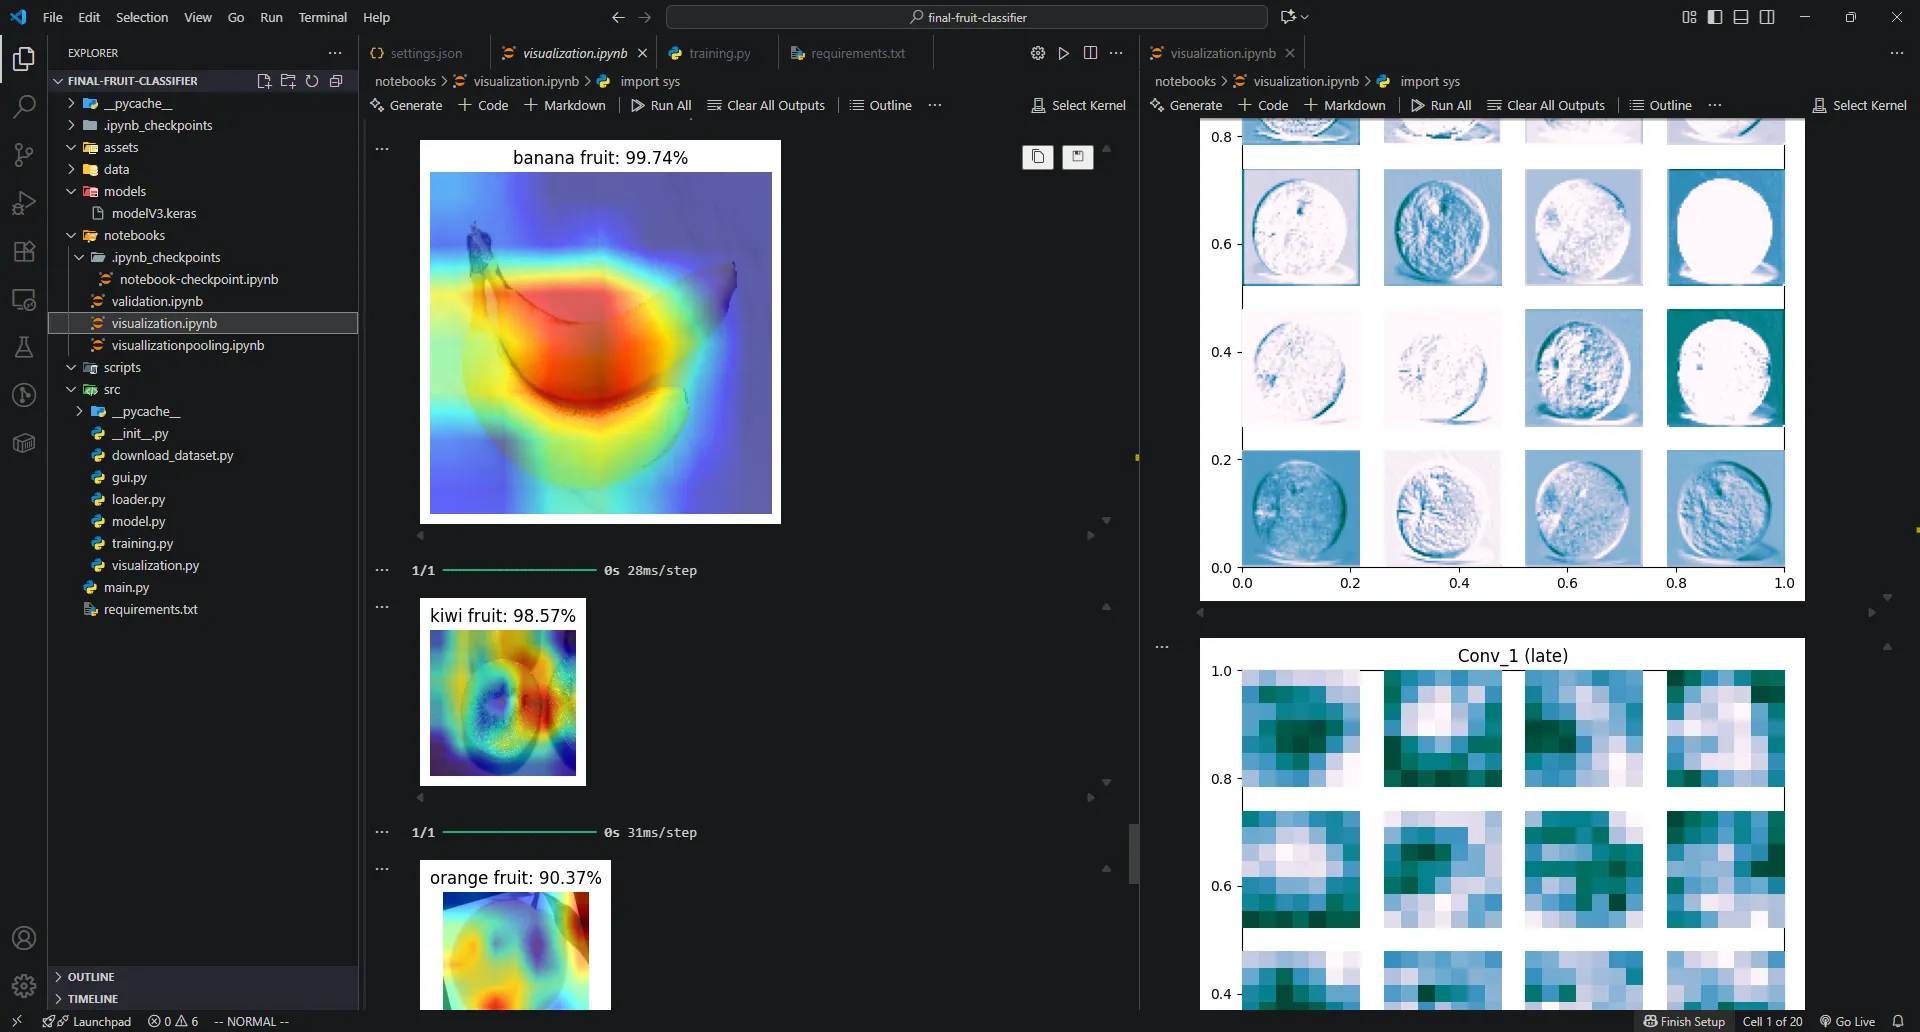 File Edit Selection View Go Run Terminal Help
final-fruit-classifier
EXPLORER
FINAL-FRUIT-CLASSIFIER
__pycache__
.ipynb_checkpoints
assets
data
models
modelV3.keras
notebooks
.ipynb_checkpoints
notebook-checkpoint.ipynb
validation.ipynb
visualization.ipynb
visuallizationpooling.ipynb
scripts
src
__pycache__
__init__.py
download_dataset.py
gui.py
loader.py
model.py
training.py
visualization.py
main.py
requirements.txt
OUTLINE
TIMELINE
settings.json visualization.ipynb training.py requirements.txt
notebooks > visualization.ipynb > import sys
Generate Code Markdown Run All Clear All Outputs Outline Select Kernel
banana fruit: 99.74%
1/1 0s 28ms/step
kiwi fruit: 98.57%
1/1 0s 31ms/step
orange fruit: 90.37%
visualization.ipynb
notebooks > visualization.ipynb > import sys
Generate Code Markdown Run All Clear All Outputs Outline Select Kernel
0.8
0.6
0.4
0.2
0.0
0.0 0.2 0.4 0.6 0.8 1.0
Conv_1 (late)
1.0
0.8
0.6
0.4
Launchpad 0 6 -- NORMAL --
Finish Setup Cell 1 of 20 Go Live